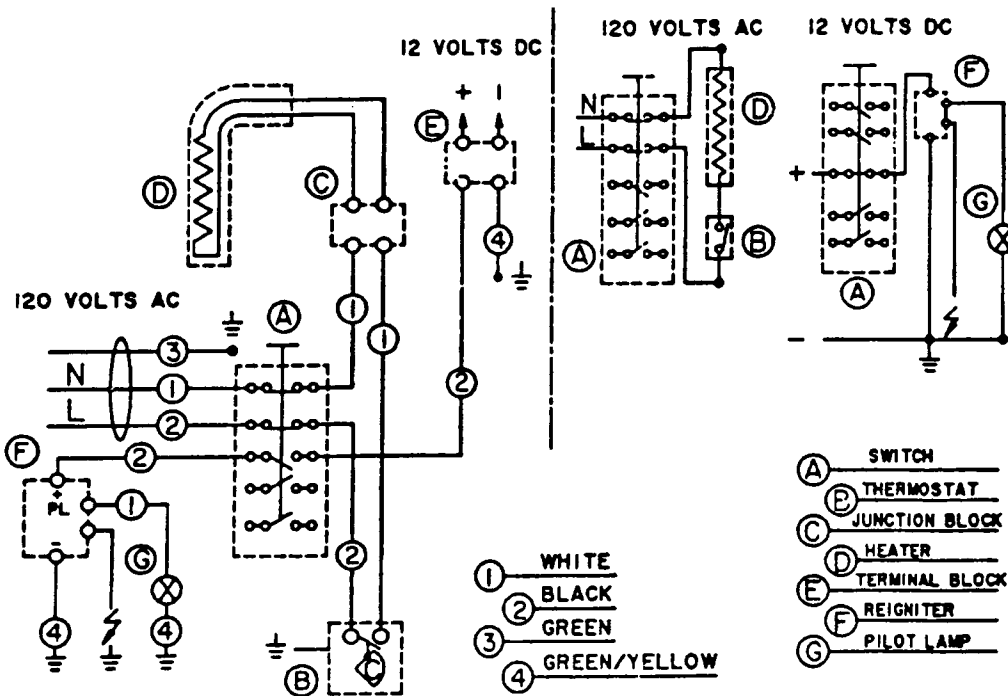 12 VOLTS DC
+ -
E
D
C
120 VOLTS AC
A
3
N 1
L 2
F
2
+
PL
-
1
G
4
4
1
1
2
4
2
B
120 VOLTS AC
N
L
D
B
A
12 VOLTS DC
F
+
G
A
-
1 WHITE
2 BLACK
3 GREEN
4 GREEN/YELLOW
A SWITCH
B THERMOSTAT
C JUNCTION BLOCK
D HEATER
E TERMINAL BLOCK
F REIGNITER
G PILOT LAMP